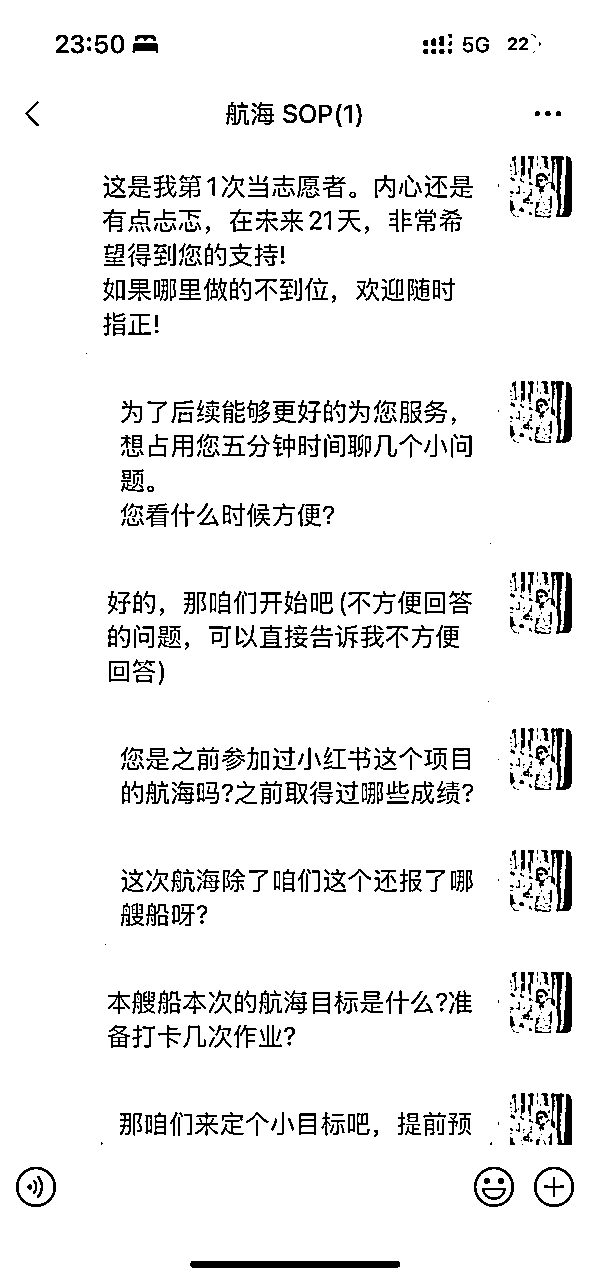 23:50
5G
22
航海 SOP(1)
这是我第1次当志愿者。内心还是
有点忐忑，在未来21天，非常希
望得到您的支持!
如果哪里做的不到位，欢迎随时
指正!
为了后续能够更好的为您服务，
想占用您五分钟时间聊几个小问
题。
您看什么时候方便?
好的，那咱们开始吧(不方便回答
的问题，可以直接告诉我不方便
回答)
您是之前参加过小红书这个项目
的航海吗?之前取得过哪些成绩?
这次航海除了咱们这个还报了哪
艘船呀?
本艘船本次的航海目标是什么?准
备打卡几次作业?
那咱们来定个小目标吧，提前预